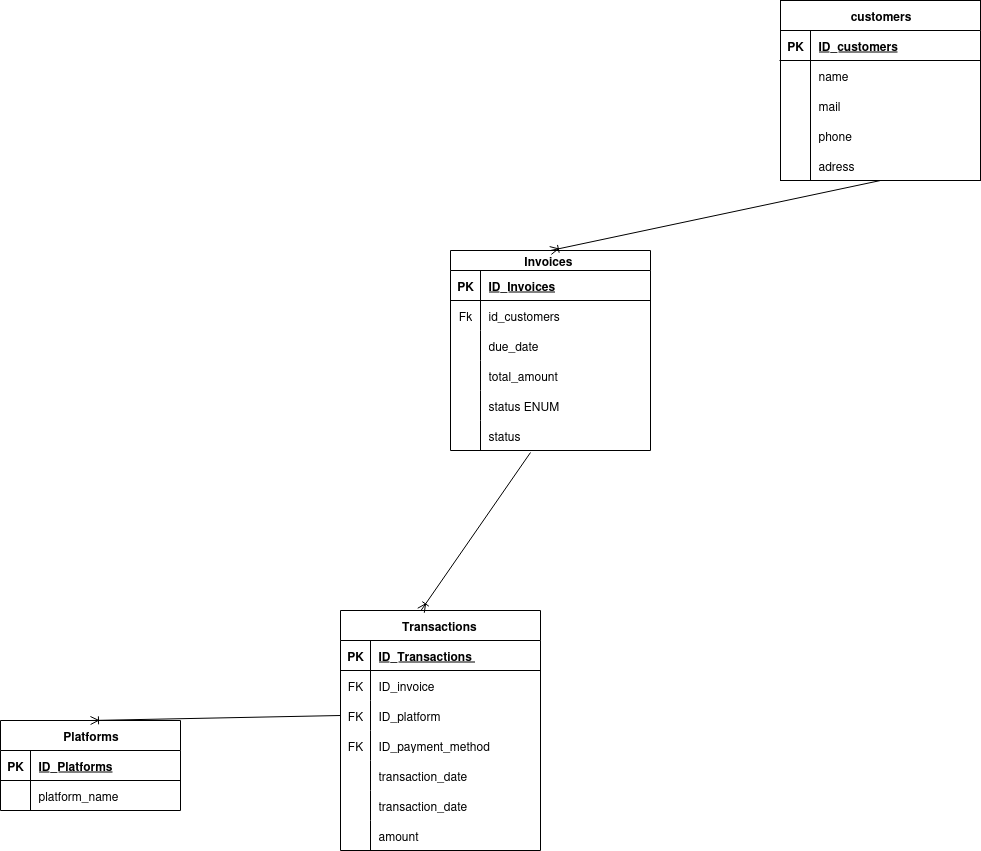 customers
PK ID_customers
name
mail
phone
adress
Invoices
PK ID_Invoices
Fk id_customers
due_date
total_amount
status ENUM
status
Transactions
PK ID_Transactions
FK ID_invoice
FK ID_platform
FK ID_payment_method
transaction_date
transaction_date
amount
Platforms
PK ID_Platforms
platform_name